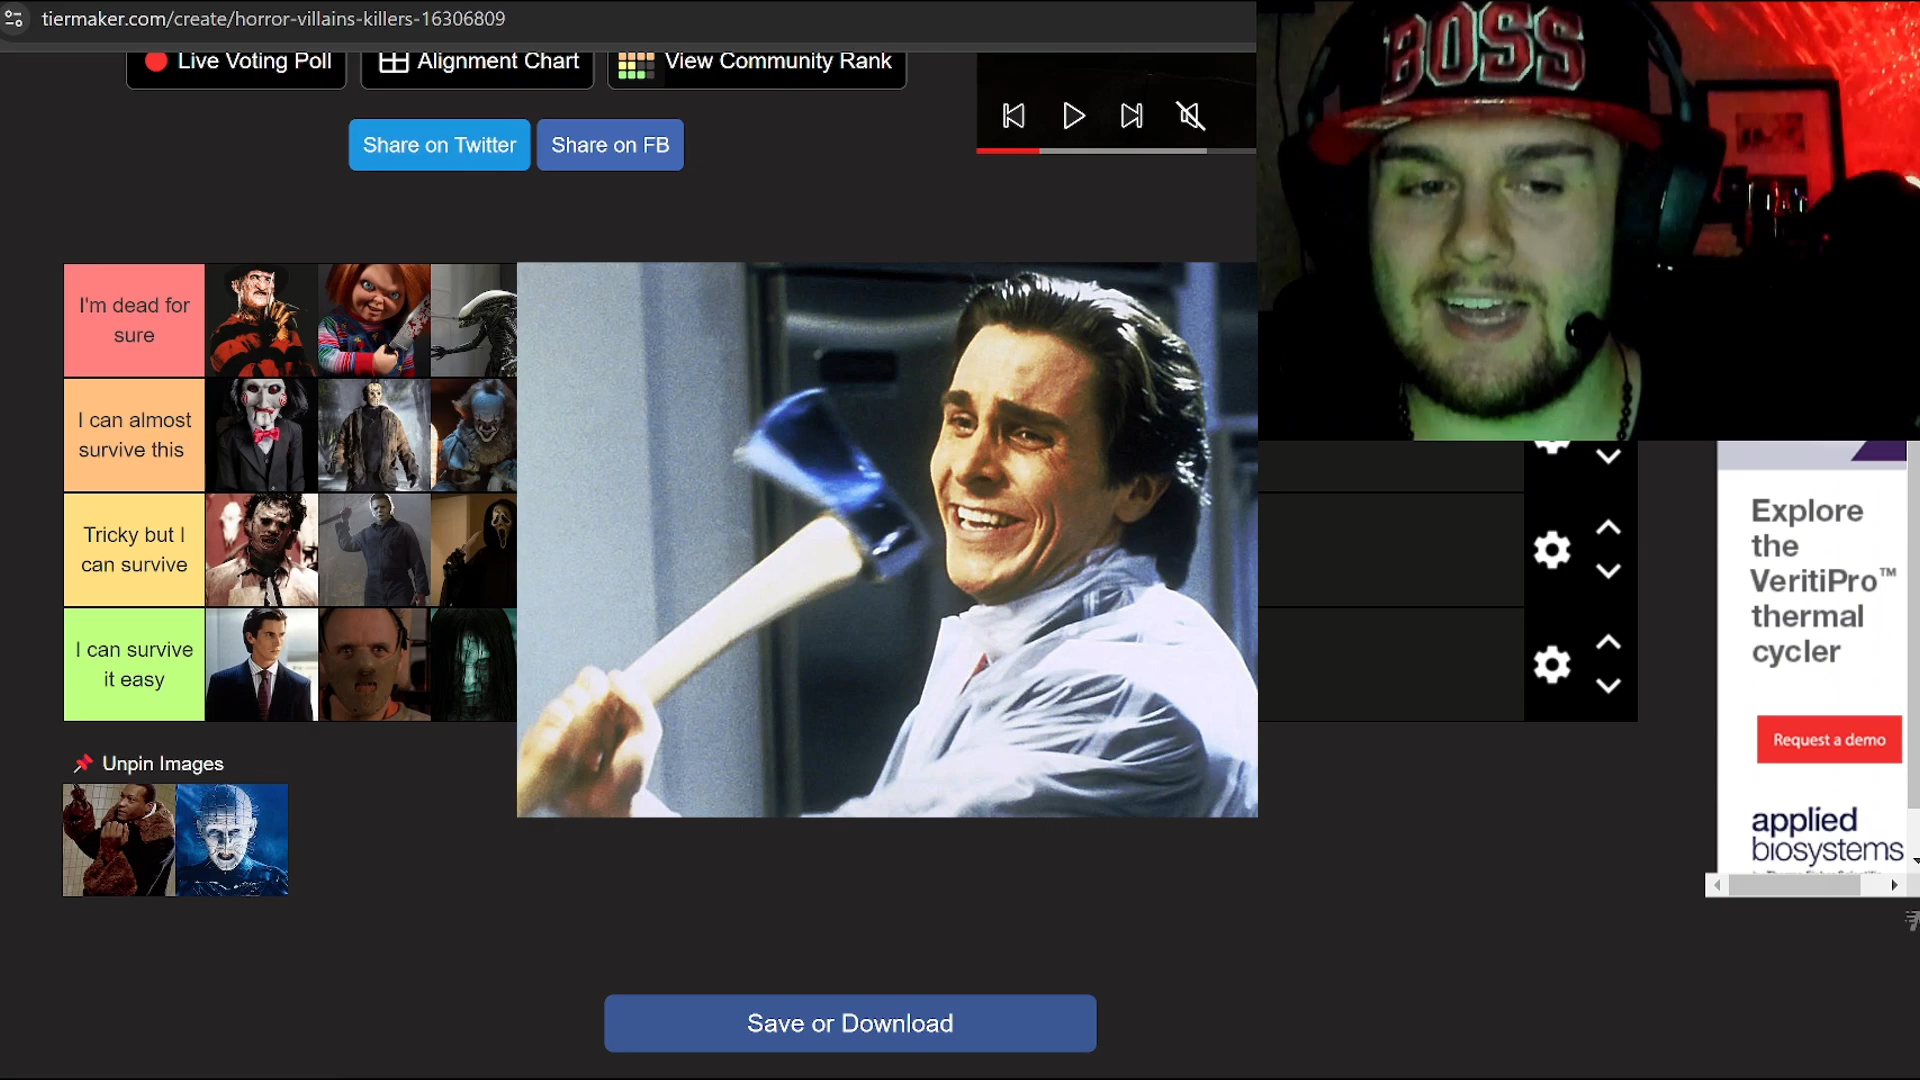 tiermaker.com/create/horror-villains-killers-16306809
Live Voting Poll
Alignment Chart
View Community Rank
Share on Twitter
Share on FB
BOSS
I'm dead for
sure
I can almost
survive this
Tricky but I
can survive
I can survive
it easy
Unpin Images
Explore
the
VeritiPro™
thermal
cycler
Request a demo
applied
biosystems
Save or Download